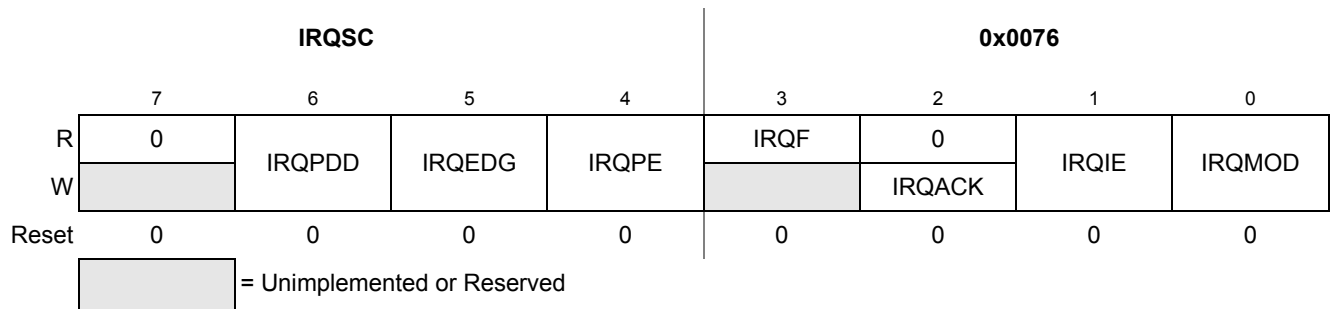 IRQSC 0x0076
7 6 5 4 3 2 1 0
R 0 IRQPDD IRQEDG IRQPE IRQF 0 IRQIE IRQMOD
W IRQACK
Reset 0 0 0 0 0 0 0 0
= Unimplemented or Reserved